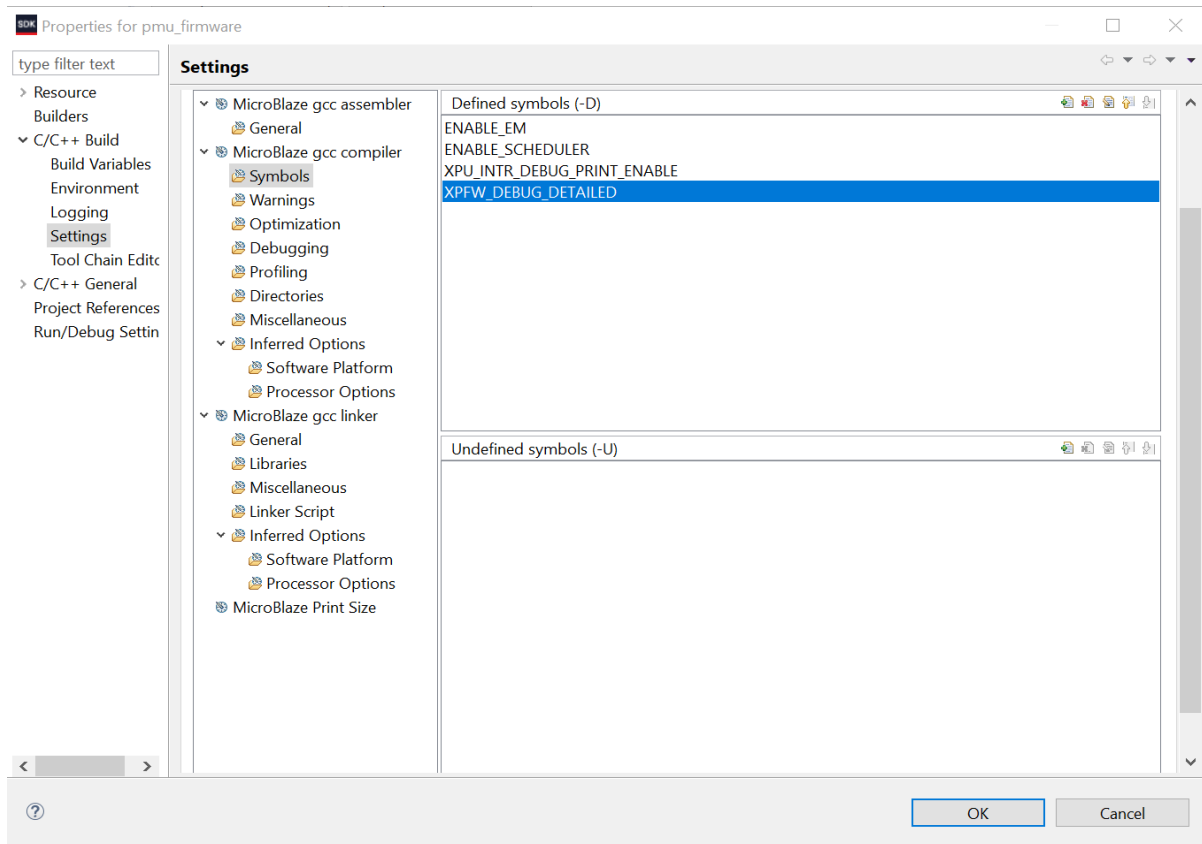 SDK Properties for pmu_firmware
type filter text
Settings
Resource
Builders
C/C++ Build
Build Variables
Environment
Logging
Settings
Tool Chain Editc
C/C++ General
Project References
Run/Debug Settin
MicroBlaze gcc assembler
General
MicroBlaze gcc compiler
Symbols
Warnings
Optimization
Debugging
Profiling
Directories
Miscellaneous
Inferred Options
Software Platform
Processor Options
MicroBlaze gcc linker
General
Libraries
Miscellaneous
Linker Script
Inferred Options
Software Platform
Processor Options
MicroBlaze Print Size
Defined symbols (-D)
ENABLE_EM
ENABLE_SCHEDULER
XPU_INTR_DEBUG_PRINT_ENABLE
XPFW_DEBUG_DETAILED
Undefined symbols (-U)
OK
Cancel